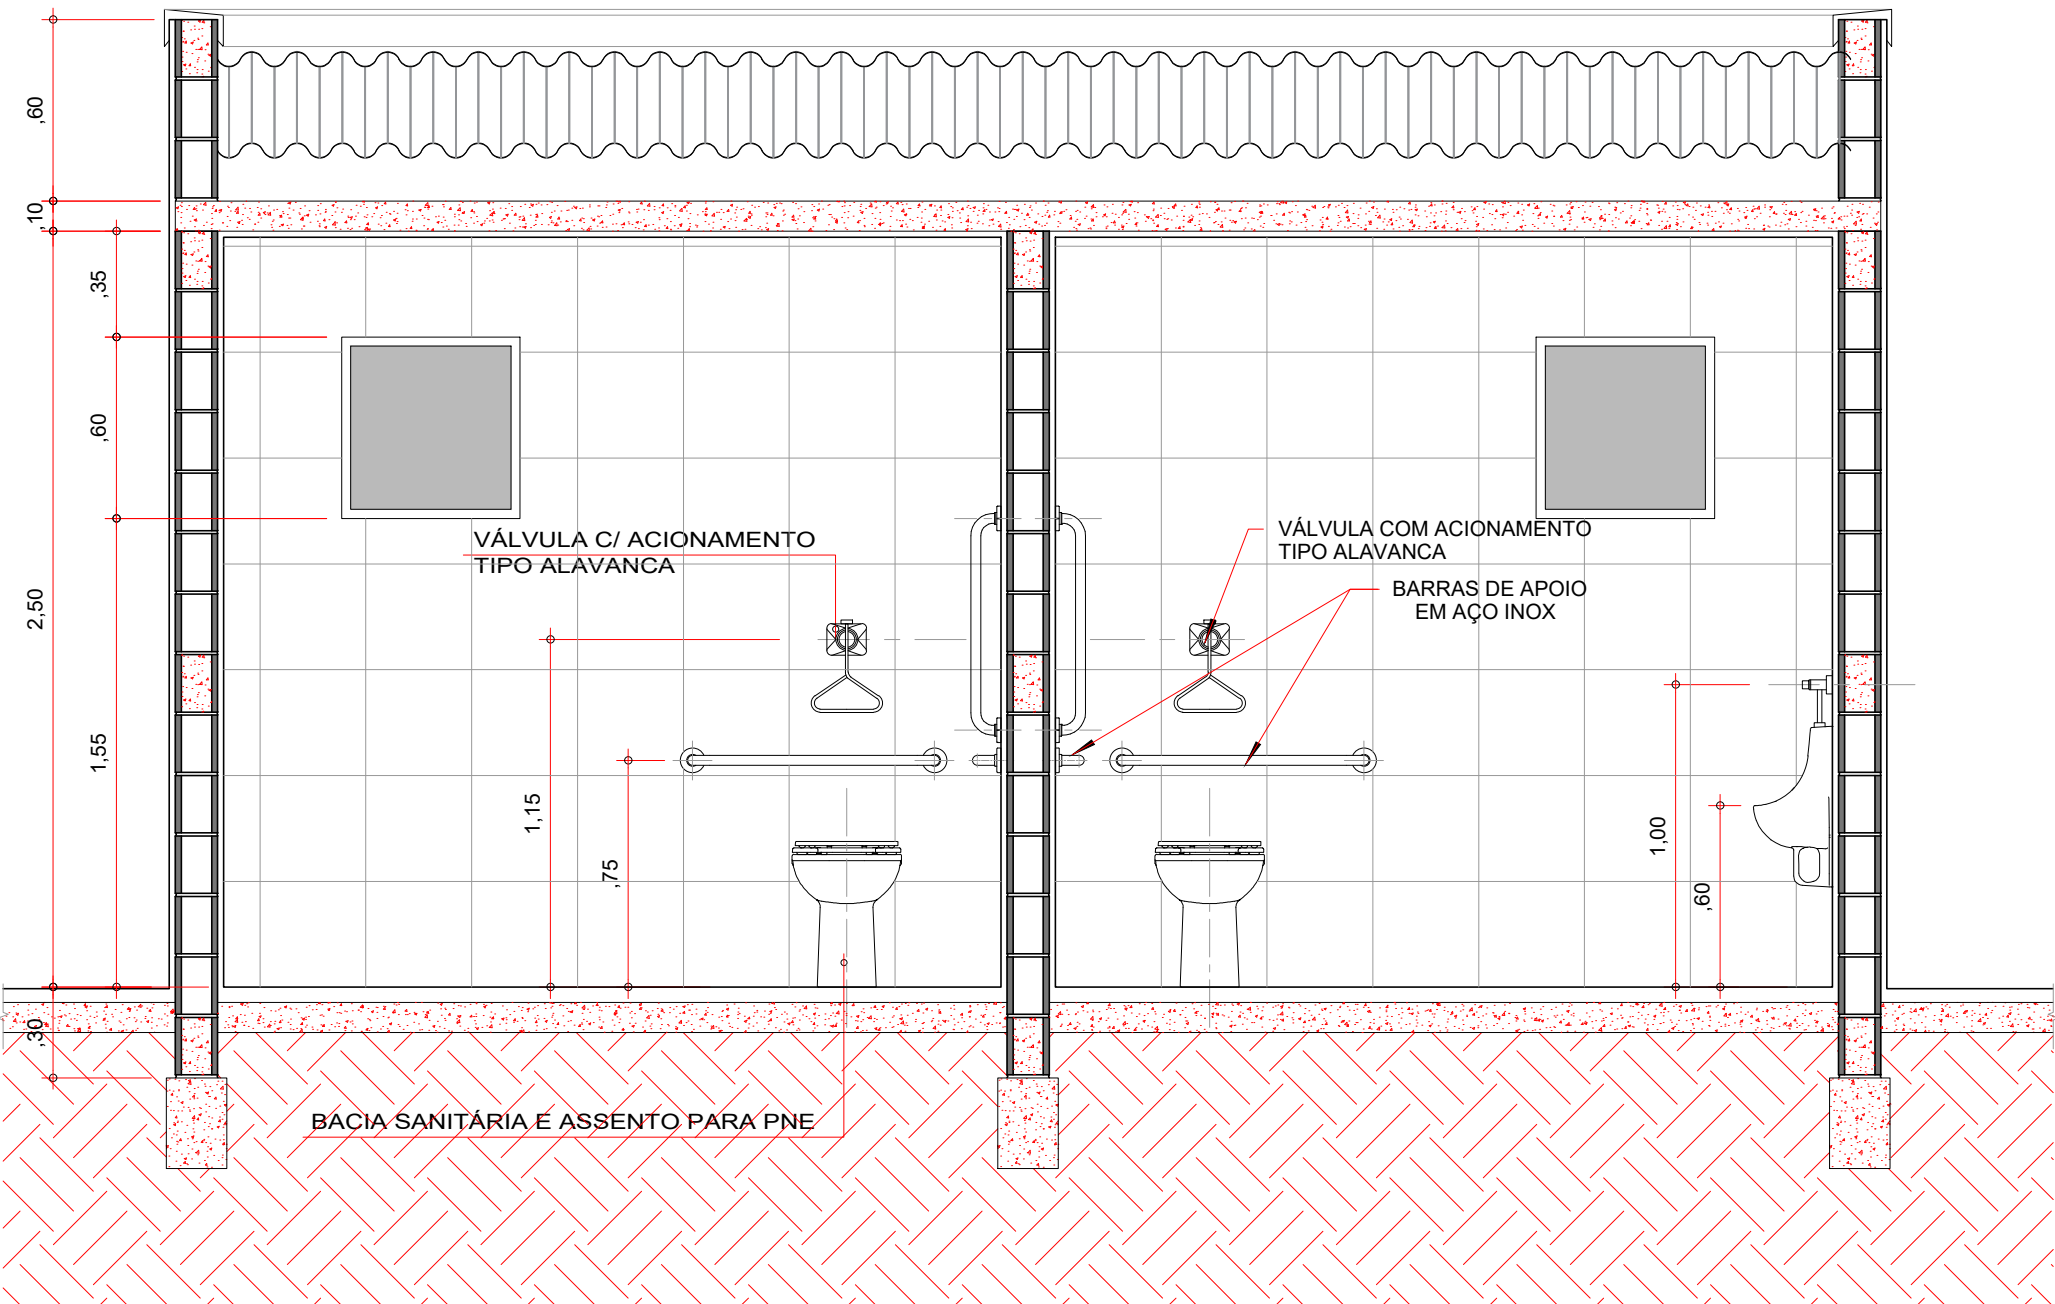 ,60
,10
,35
,60
2,50
1,55
,30
VÁLVULA C/ ACIONAMENTO
TIPO ALAVANCA
1,15
,75
VÁLVULA COM ACIONAMENTO
TIPO ALAVANCA
BARRAS DE APOIO
EM AÇO INOX
1,00
,60
BACIA SANITÁRIA E ASSENTO PARA PNE